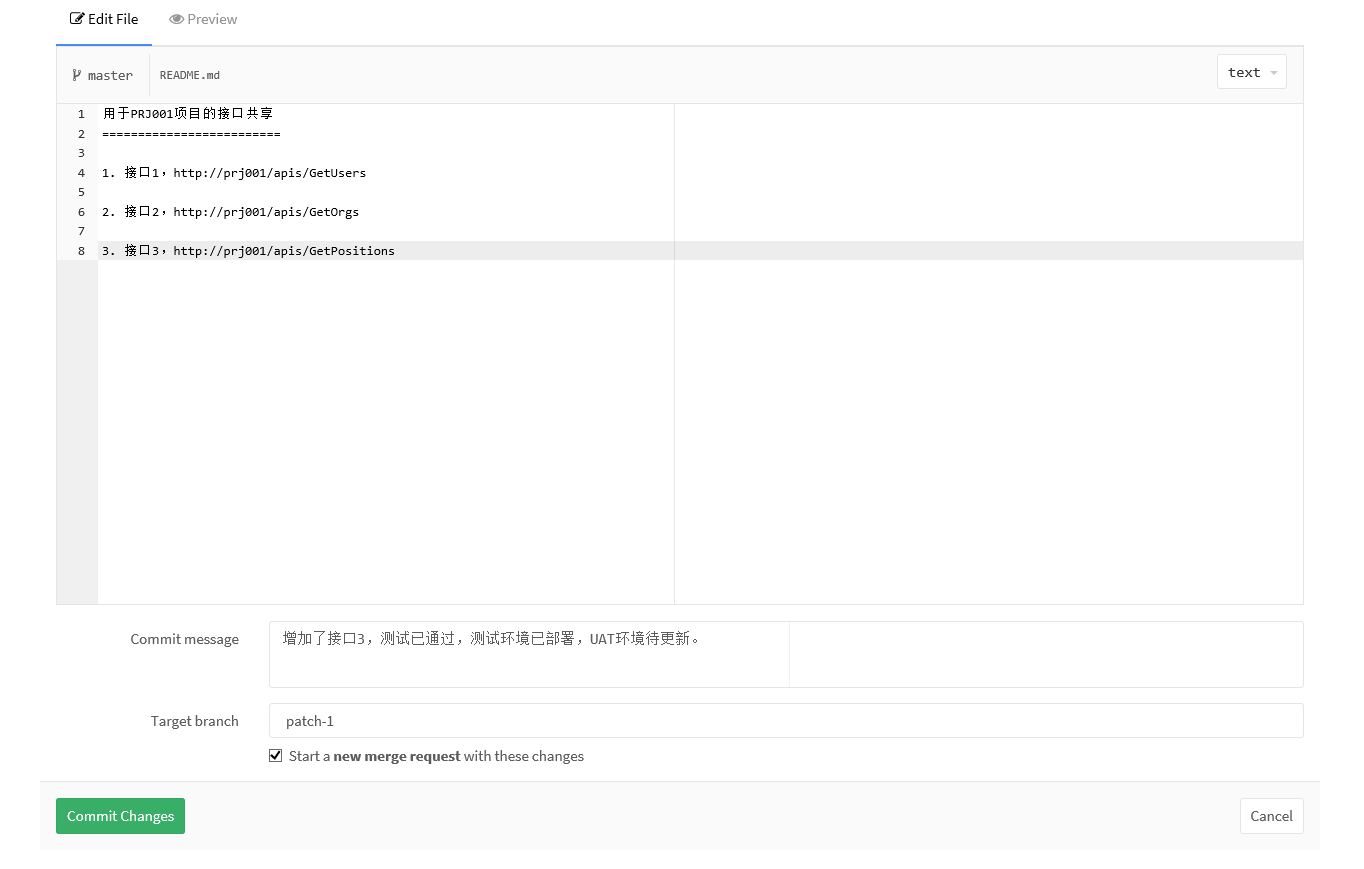 Edit File Preview
master README.md text
1 用于PRJ001项目的接口共享
2 =========================
3
4 1. 接口1，http://prj001/apis/GetUsers
5
6 2. 接口2，http://prj001/apis/GetOrgs
7
8 3. 接口3，http://prj001/apis/GetPositions
Commit message 增加了接口3，测试已通过，测试环境已部署，UAT环境待更新。
Target branch patch-1
Start a new merge request with these changes
Commit Changes Cancel